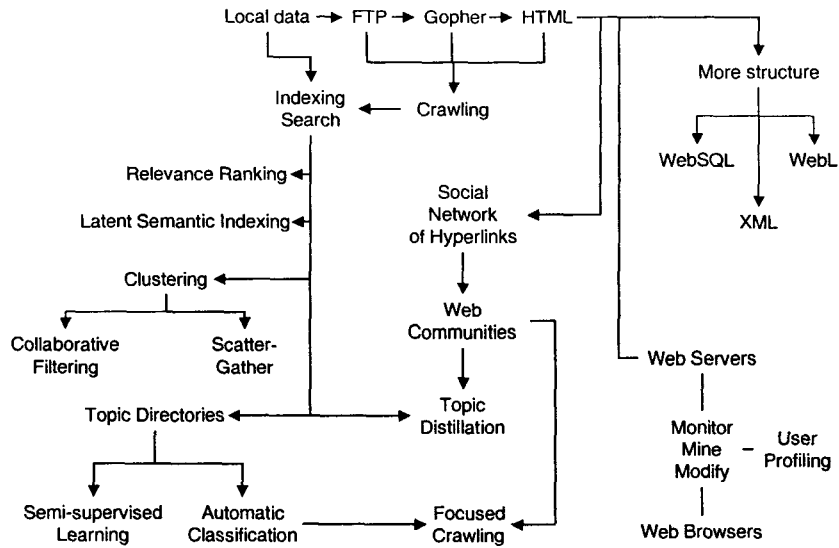 Local data FTP Gopher HTML
More structure
Indexing
Search
Crawling
WebSQL WebL
XML
Relevance Ranking
Latent Semantic Indexing
Social
Network
of Hyperlinks
Clustering
Collaborative
Filtering
Scatter-
Gather
Web
Communities
Web Servers
Topic Directories
Topic
Distillation
Monitor
Mine
Modify
User
Profiling
Semi-supervised
Learning
Automatic
Classification
Focused
Crawling
Web Browsers